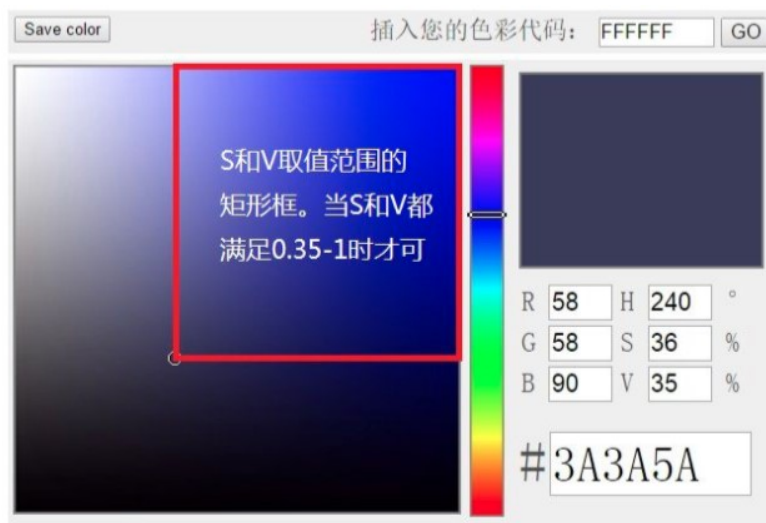 Save color 插入您的色彩代码: FFFFFF GO
S和V取值范围的
矩形框。当S和V都
满足0.35-1时才可
R 58 H 240 °
G 58 S 36 %
B 90 V 35 %
#3A3A5A